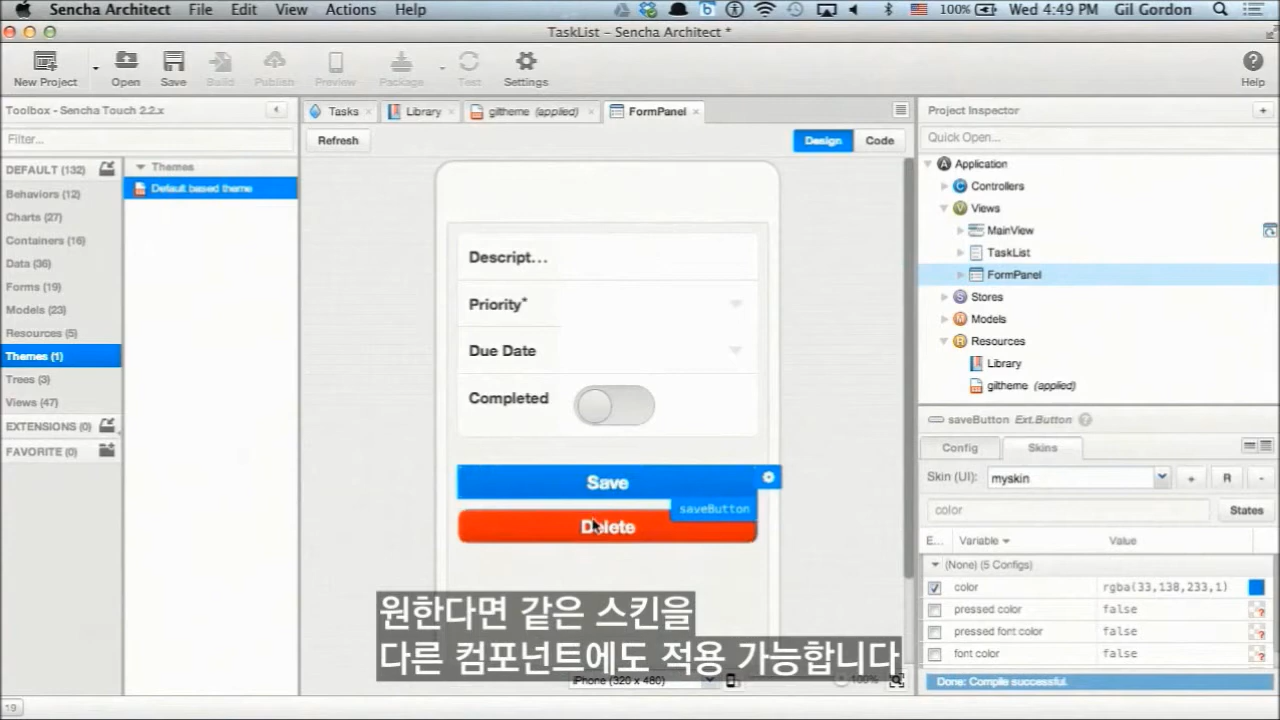 Sencha Architect File Edit View Actions Help 100% Wed 4:49 PM Gil Gordon
TaskList – Sencha Architect *
New Project Open Save Build Publish Preview Package Test Settings Help
Toolbox - Sencha Touch 2.2.x
Filter...
DEFAULT (132)
Behaviors (12)
Charts (27)
Containers (16)
Data (36)
Forms (19)
Models (23)
Resources (5)
Themes (1)
Trees (3)
Views (47)
EXTENSIONS (0)
FAVORITE (0)
Themes
Default based theme
Tasks Library giltheme (applied) FormPanel
Refresh Design Code
Descript...
Priority*
Due Date
Completed
Save
saveButton
Delete
iPhone (320 x 480) 100%
Project Inspector
Quick Open...
Application
Controllers
Views
MainView
TaskList
FormPanel
Stores
Models
Resources
Library
giltheme (applied)
saveButton Ext.Button
Config Skins
Skin (UI): myskin + R -
color States
E... Variable Value
(None) (5 Configs)
color rgba(33,138,233,1)
pressed color false
pressed font color false
font color false
Done: Compile successful.
원한다면 같은 스킨을
다른 컴포넌트에도 적용 가능합니다
19